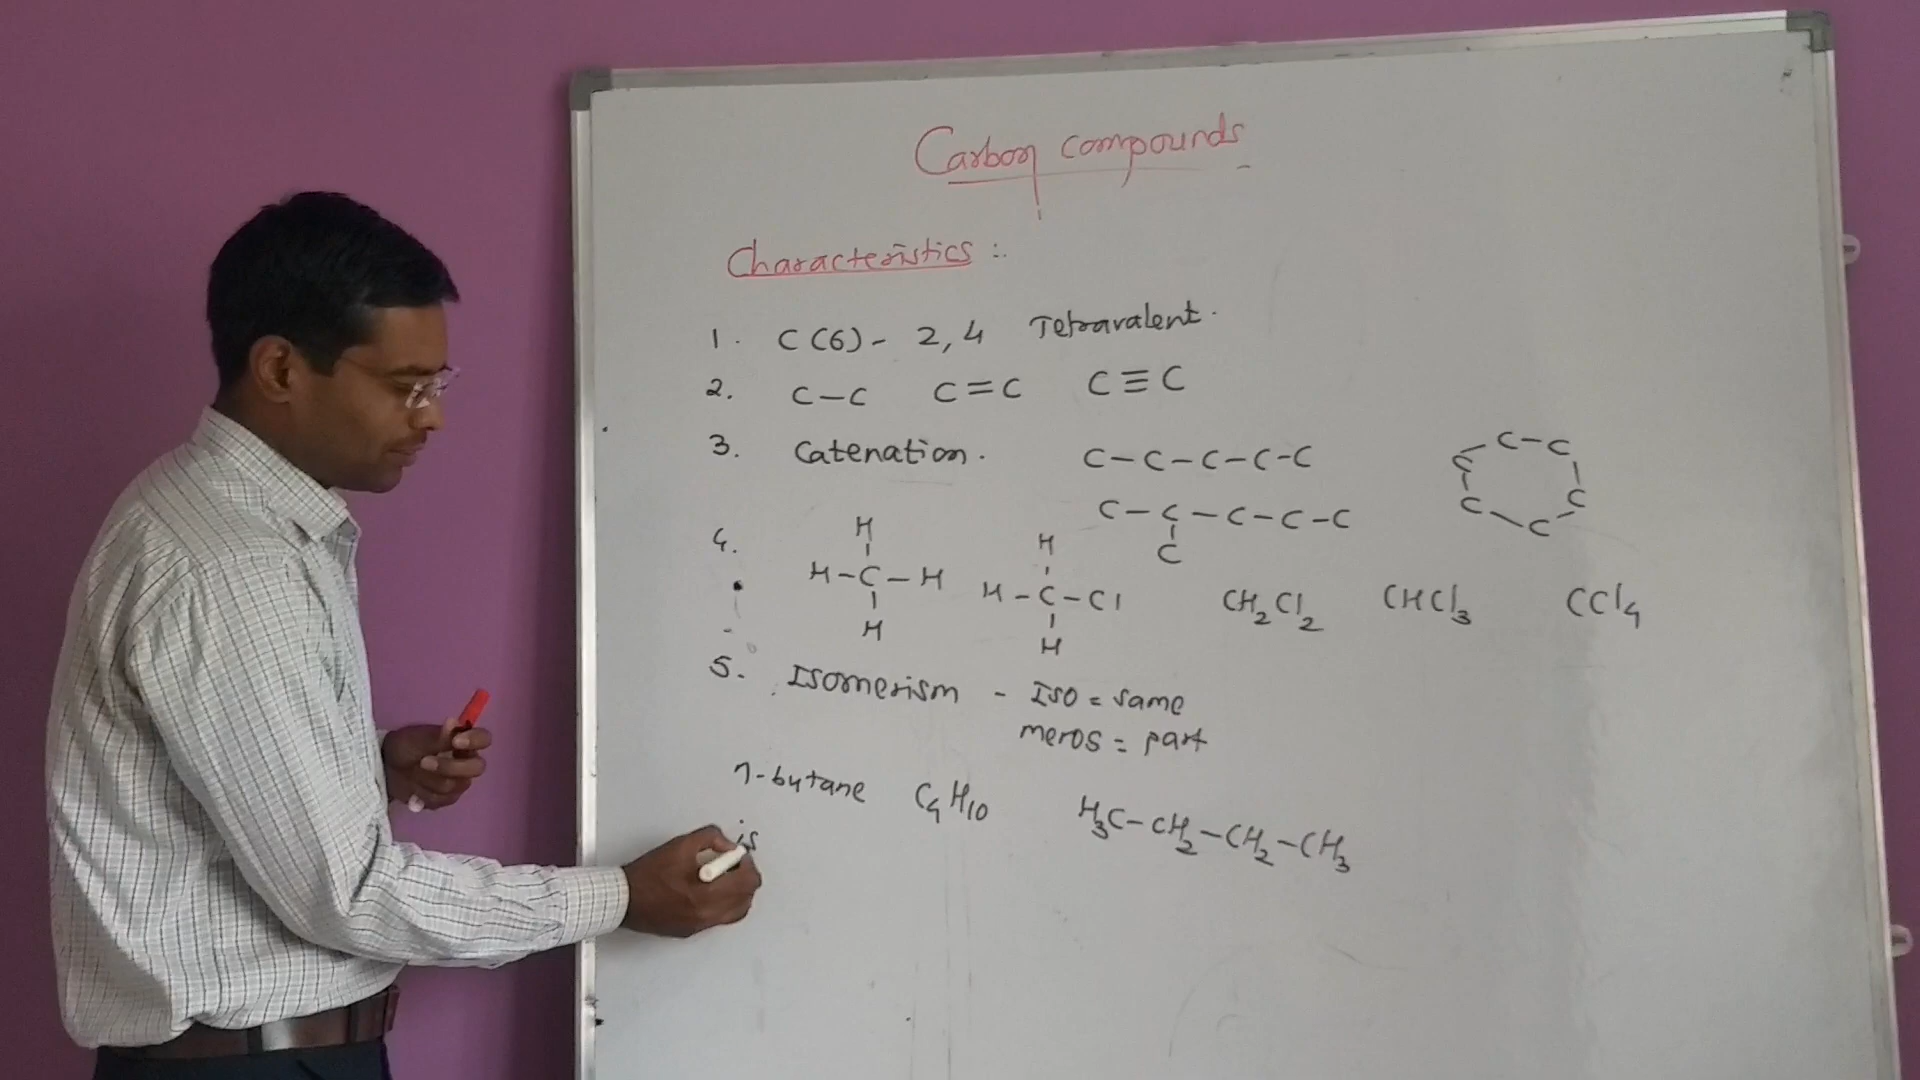 Carbon compounds
Characteristics :.
1. C (6) - 2, 4 Tetravalent.
2. C-C C=C C≡C
3. Catenation. C-C-C-C-C
C-C
C C
C-C-C-C-C
C C
C
C
4.
H
H-C-H
H
H
H-C-Cl
H
CH₂Cl₂ CHCl₃ CCl₄
5. Isomerism - Iso = same
meros = part
n-butane C₄H₁₀ H₃C-CH₂-CH₂-CH₃
is